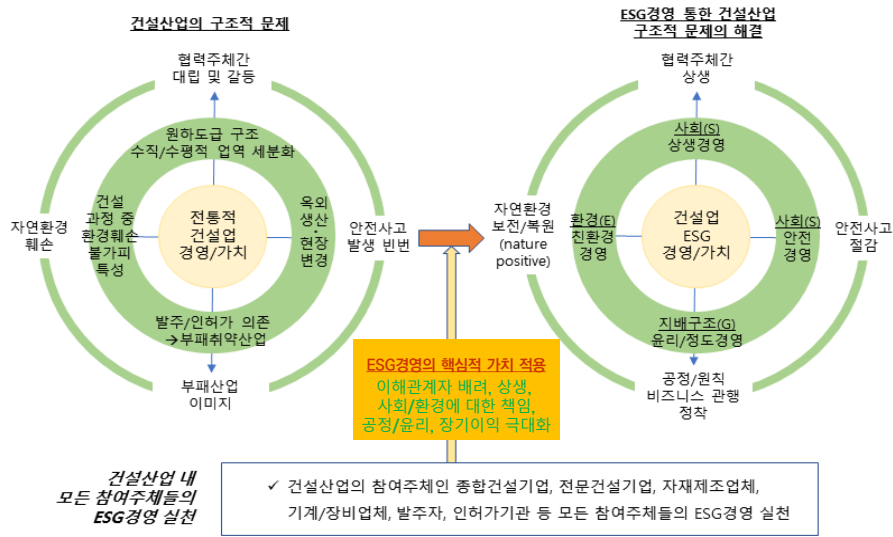 건설산업의 구조적 문제
협력주체간
대립 및 갈등
원하도급 구조
수직/수평적 업역 세분화
자연환경
훼손
건설
과정 중
환경훼손
불가피
특성
전통적
건설업
경영/가치
옥외
생산
·
현장
변경
안전사고
발생 빈번
발주/인허가 의존
→부패취약산업
부패산업
이미지
ESG경영 통한 건설산업
구조적 문제의 해결
협력주체간
상생
사회(S)
상생경영
자연환경
보전/복원
(nature
positive)
환경(E)
친환경
경영
건설업
ESG
경영/가치
사회(S)
안전
경영
안전사고
절감
지배구조(G)
윤리/정도경영
공정/원칙
비즈니스 관행
정착
ESG경영의 핵심적 가치 적용
이해관계자 배려, 상생,
사회/환경에 대한 책임,
공정/윤리, 장기이익 극대화
건설산업 내
모든 참여주체들의
ESG경영 실천
✓ 건설산업의 참여주체인 종합건설기업, 전문건설기업, 자재제조업체,
기계/장비업체, 발주자, 인허가기관 등 모든 참여주체들의 ESG경영 실천